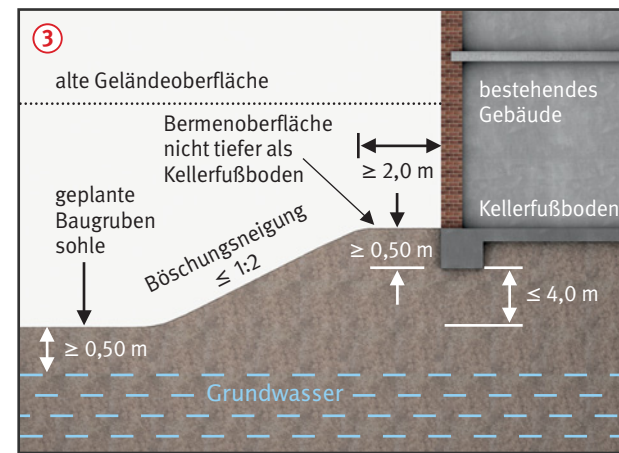 3
alte Geländeoberfläche
bestehendes
Gebäude
Bermenoberfläche
nicht tiefer als
Kellerfußboden
≥ 2,0 m
geplante
Baugruben
sohle
Kellerfußboden
Böschungsneigung
≤ 1:2
≥ 0,50 m
≤ 4,0 m
≥ 0,50 m
Grundwasser